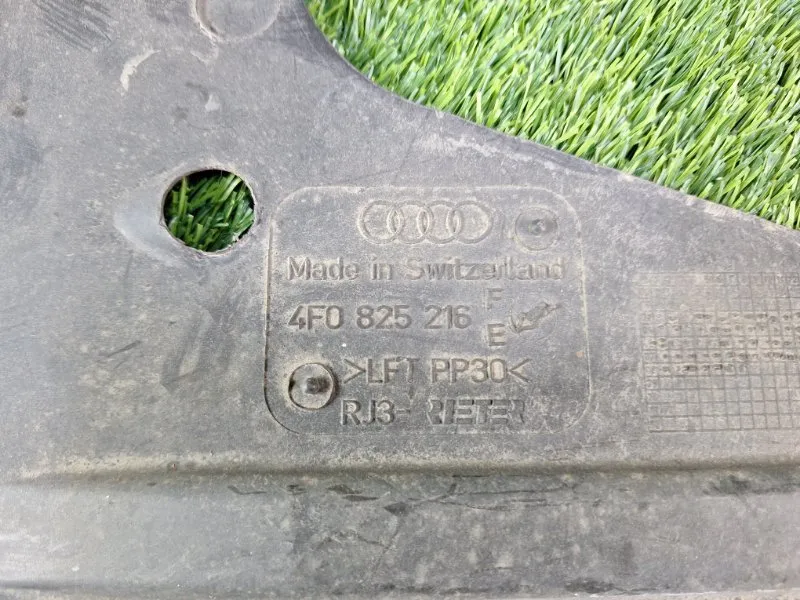 Made in Switzerland
4F0 825 216 F
E
>LFT PP30<
RJ3-RIETER